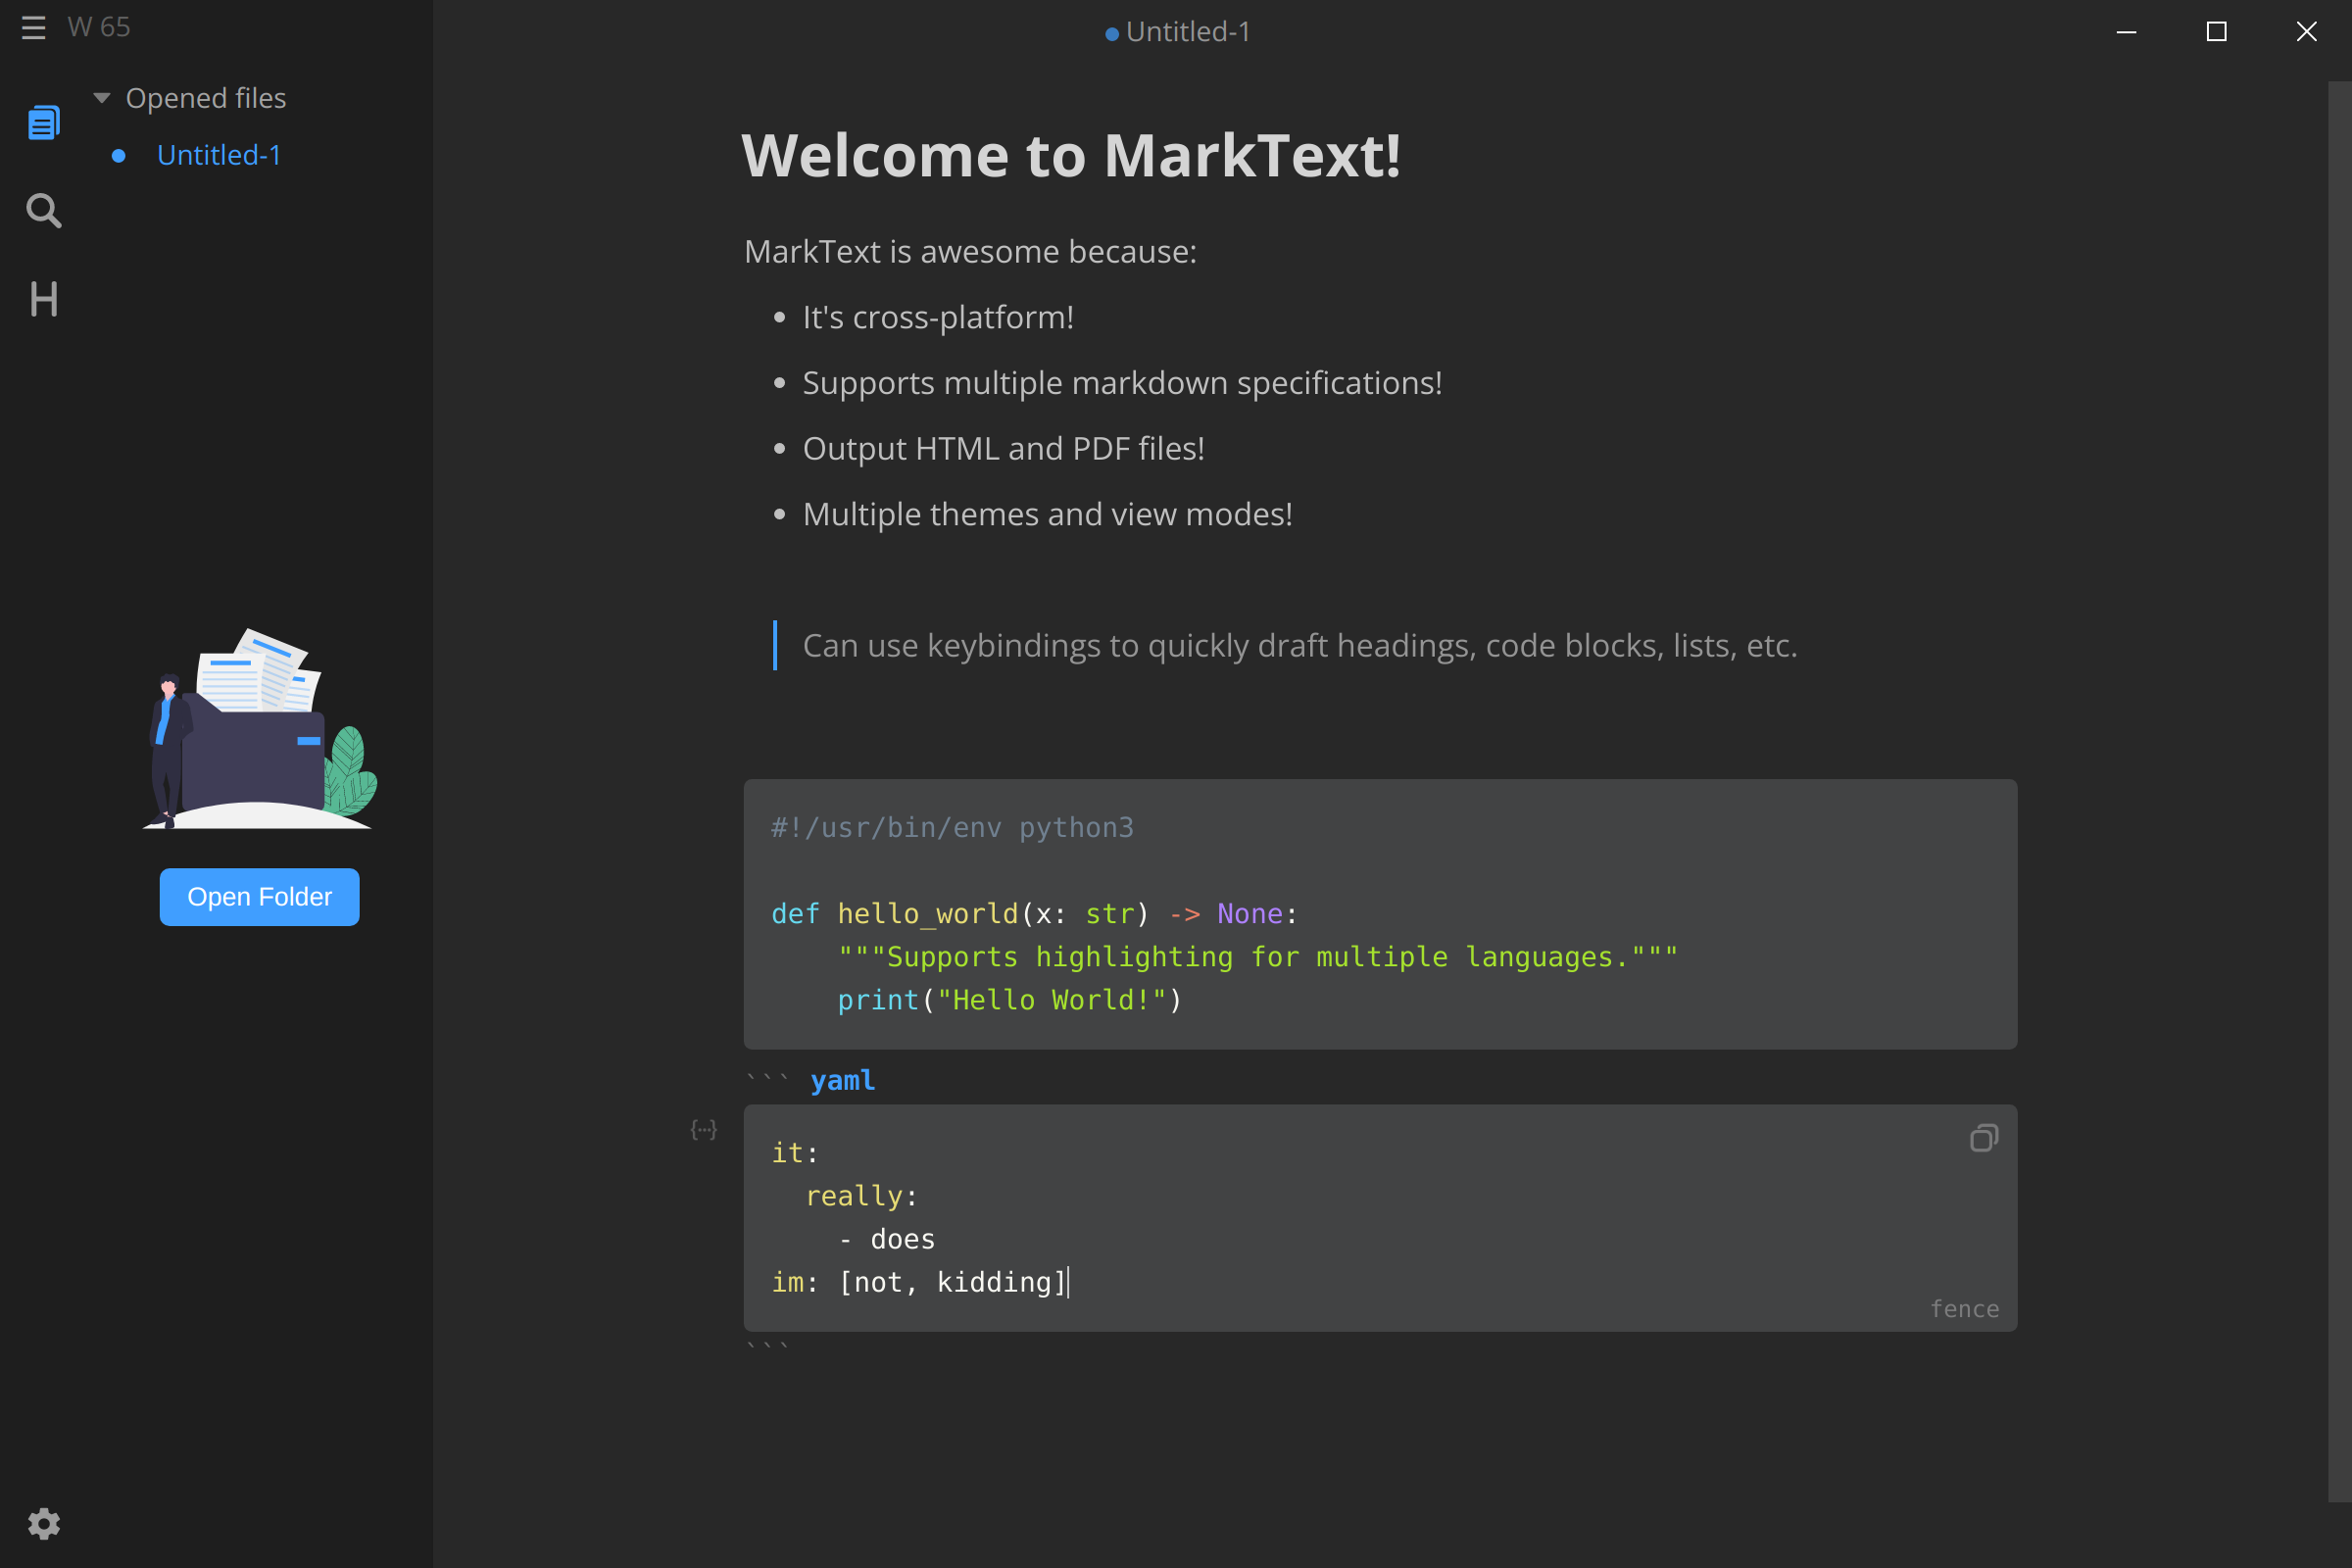 W 65
Untitled-1
Opened files
Untitled-1
Open Folder
Welcome to MarkText!
MarkText is awesome because:
It's cross-platform!
Supports multiple markdown specifications!
Output HTML and PDF files!
Multiple themes and view modes!
Can use keybindings to quickly draft headings, code blocks, lists, etc.
#!/usr/bin/env python3
def hello_world(x: str) -> None:
    """Supports highlighting for multiple languages."""
    print("Hello World!")
``` yaml
it:
  really:
    - does
im: [not, kidding]
fence
```